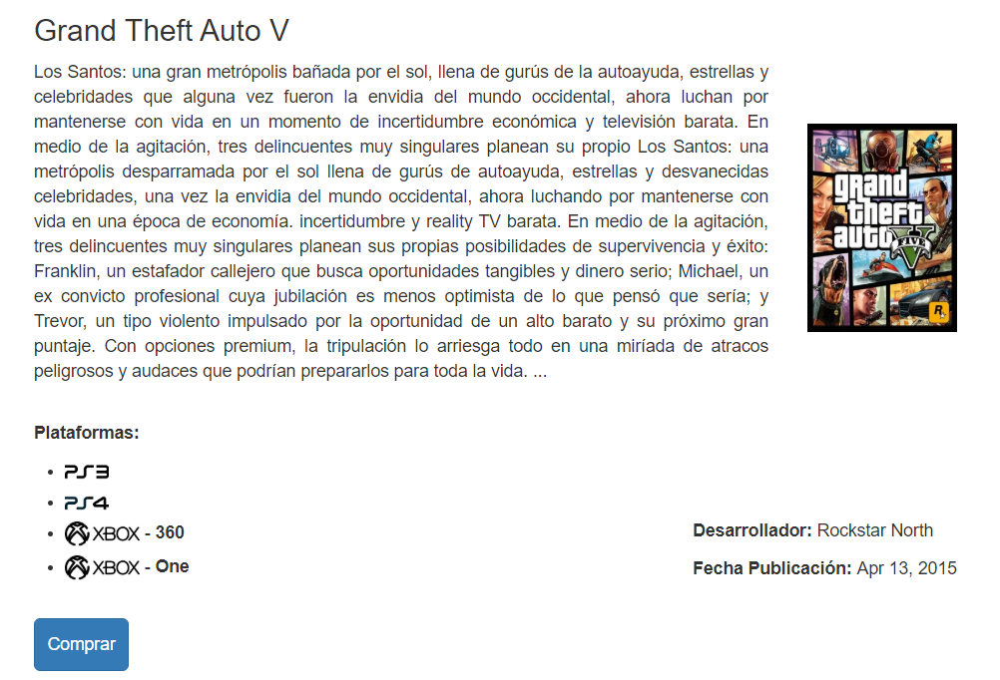 Grand Theft Auto V
Los Santos: una gran metrópolis bañada por el sol, llena de gurús de la autoayuda, estrellas y
celebridades que alguna vez fueron la envidia del mundo occidental, ahora luchan por
mantenerse con vida en un momento de incertidumbre económica y televisión barata. En
medio de la agitación, tres delincuentes muy singulares planean su propio Los Santos: una
metrópolis desparramada por el sol llena de gurús de autoayuda, estrellas y desvanecidas
celebridades, una vez la envidia del mundo occidental, ahora luchando por mantenerse con
vida en una época de economía. incertidumbre y reality TV barata. En medio de la agitación,
tres delincuentes muy singulares planean sus propias posibilidades de supervivencia y éxito:
Franklin, un estafador callejero que busca oportunidades tangibles y dinero serio; Michael, un
ex convicto profesional cuya jubilación es menos optimista de lo que pensó que sería; y
Trevor, un tipo violento impulsado por la oportunidad de un alto barato y su próximo gran
puntaje. Con opciones premium, la tripulación lo arriesga todo en una miríada de atracos
peligrosos y audaces que podrían prepararlos para toda la vida. ...
grand
theft
auto V
FIVE
R
Plataformas:
PS3
PS4
XBOX - 360
XBOX - One
Desarrollador: Rockstar North
Fecha Publicación: Apr 13, 2015
Comprar